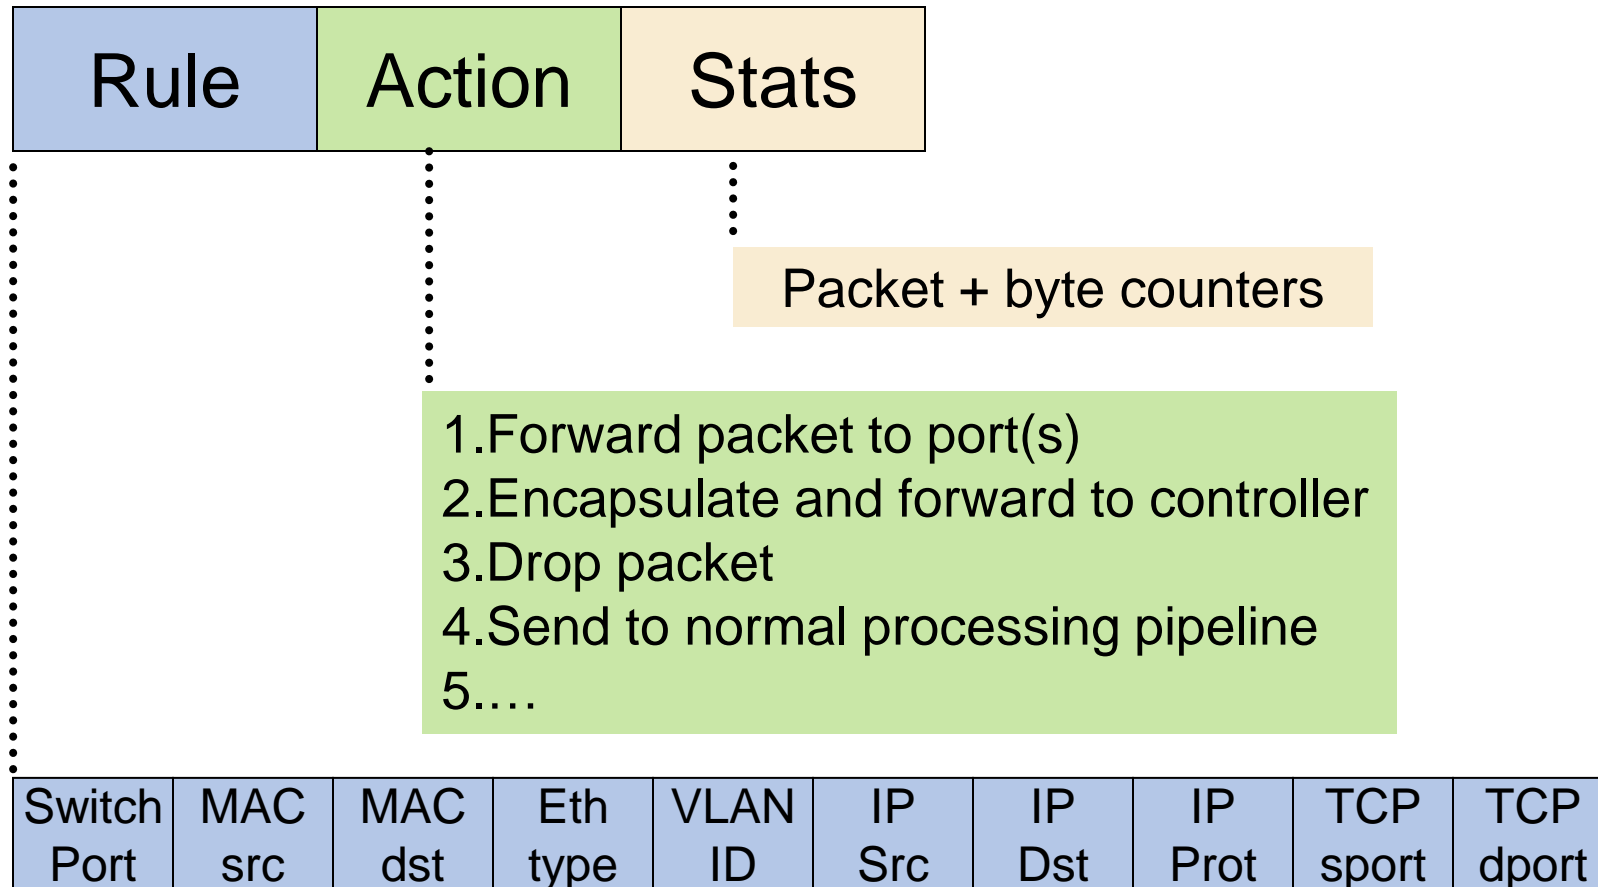 Rule Action Stats
Packet + byte counters
1.Forward packet to port(s)
2.Encapsulate and forward to controller
3.Drop packet
4.Send to normal processing pipeline
5.…
Switch MAC MAC Eth VLAN IP IP IP TCP TCP
Port src dst type ID Src Dst Prot sport dport